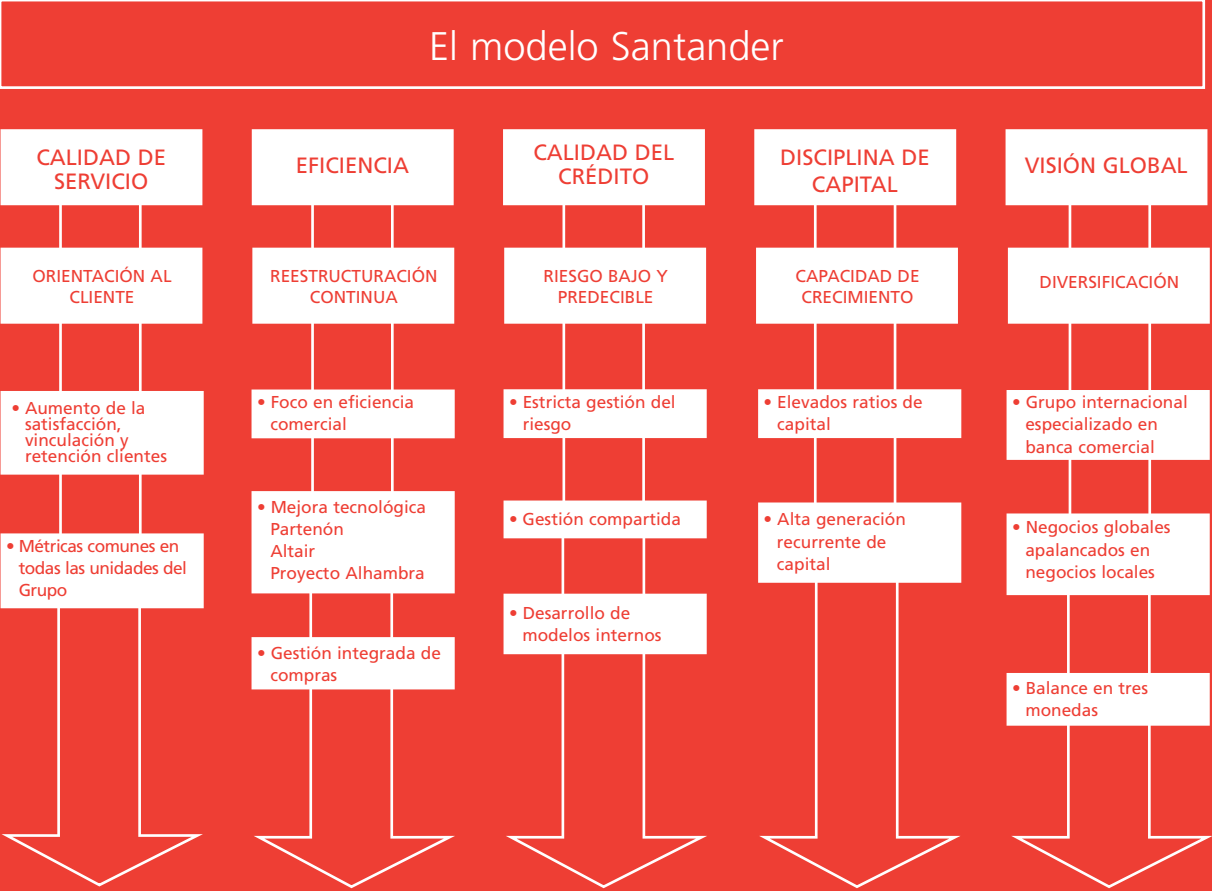 El modelo Santander
CALIDAD DE
SERVICIO
ORIENTACIÓN AL
CLIENTE
• Aumento de la
satisfacción,
vinculación y
retención clientes
• Métricas comunes en
todas las unidades del
Grupo
EFICIENCIA
REESTRUCTURACIÓN
CONTINUA
• Foco en eficiencia
comercial
• Mejora tecnológica
Partenón
Altair
Proyecto Alhambra
• Gestión integrada de
compras
CALIDAD DEL
CRÉDITO
RIESGO BAJO Y
PREDECIBLE
• Estricta gestión del
riesgo
• Gestión compartida
• Desarrollo de
modelos internos
DISCIPLINA DE
CAPITAL
CAPACIDAD DE
CRECIMIENTO
• Elevados ratios de
capital
• Alta generación
recurrente de
capital
VISIÓN GLOBAL
DIVERSIFICACIÓN
• Grupo internacional
especializado en
banca comercial
• Negocios globales
apalancados en
negocios locales
• Balance en tres
monedas